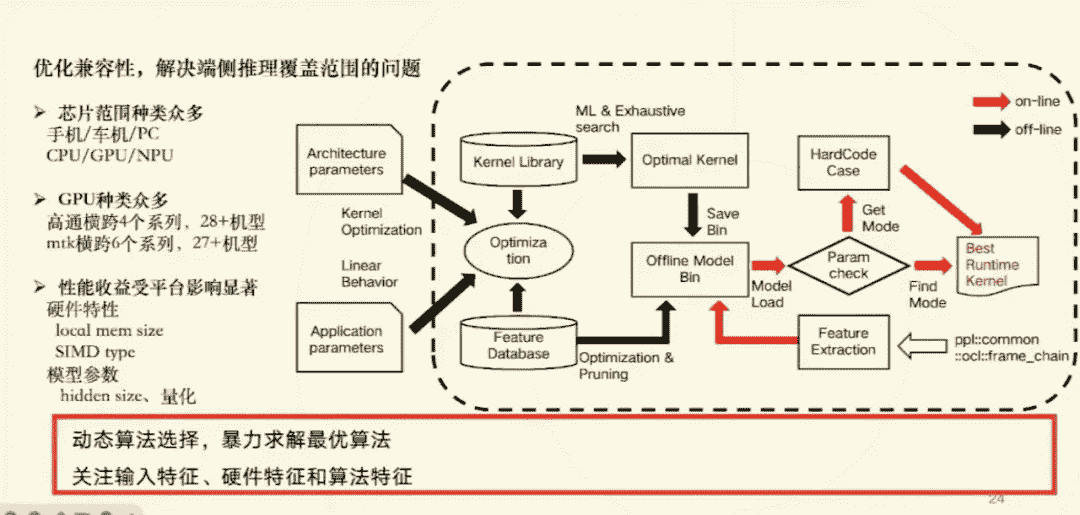 优化兼容性，解决端侧推理覆盖范围的问题
➢ 芯片范围种类众多
手机/车机/PC
CPU/GPU/NPU
➢ GPU种类众多
高通横跨4个系列，28+机型
mtk横跨6个系列，27+机型
➢ 性能收益受平台影响显著
硬件特性
local mem size
SIMD type
模型参数
hidden size、量化
Architecture
parameters
Kernel
Optimization
Linear
Behavior
Application
parameters
Kernel Library
Optimiza
tion
Feature
Database
ML & Exhaustive
search
Optimal Kernel
Save
Bin
Offline Model
Bin
Optimization &
Pruning
Model
Load
HardCode
Case
Get
Mode
Param
check
Find
Mode
Best
Runtime
Kernel
Feature
Extraction
ppl::common
::ocl::frame_chain
on-line
off-line
动态算法选择，暴力求解最优算法
关注输入特征、硬件特征和算法特征
24